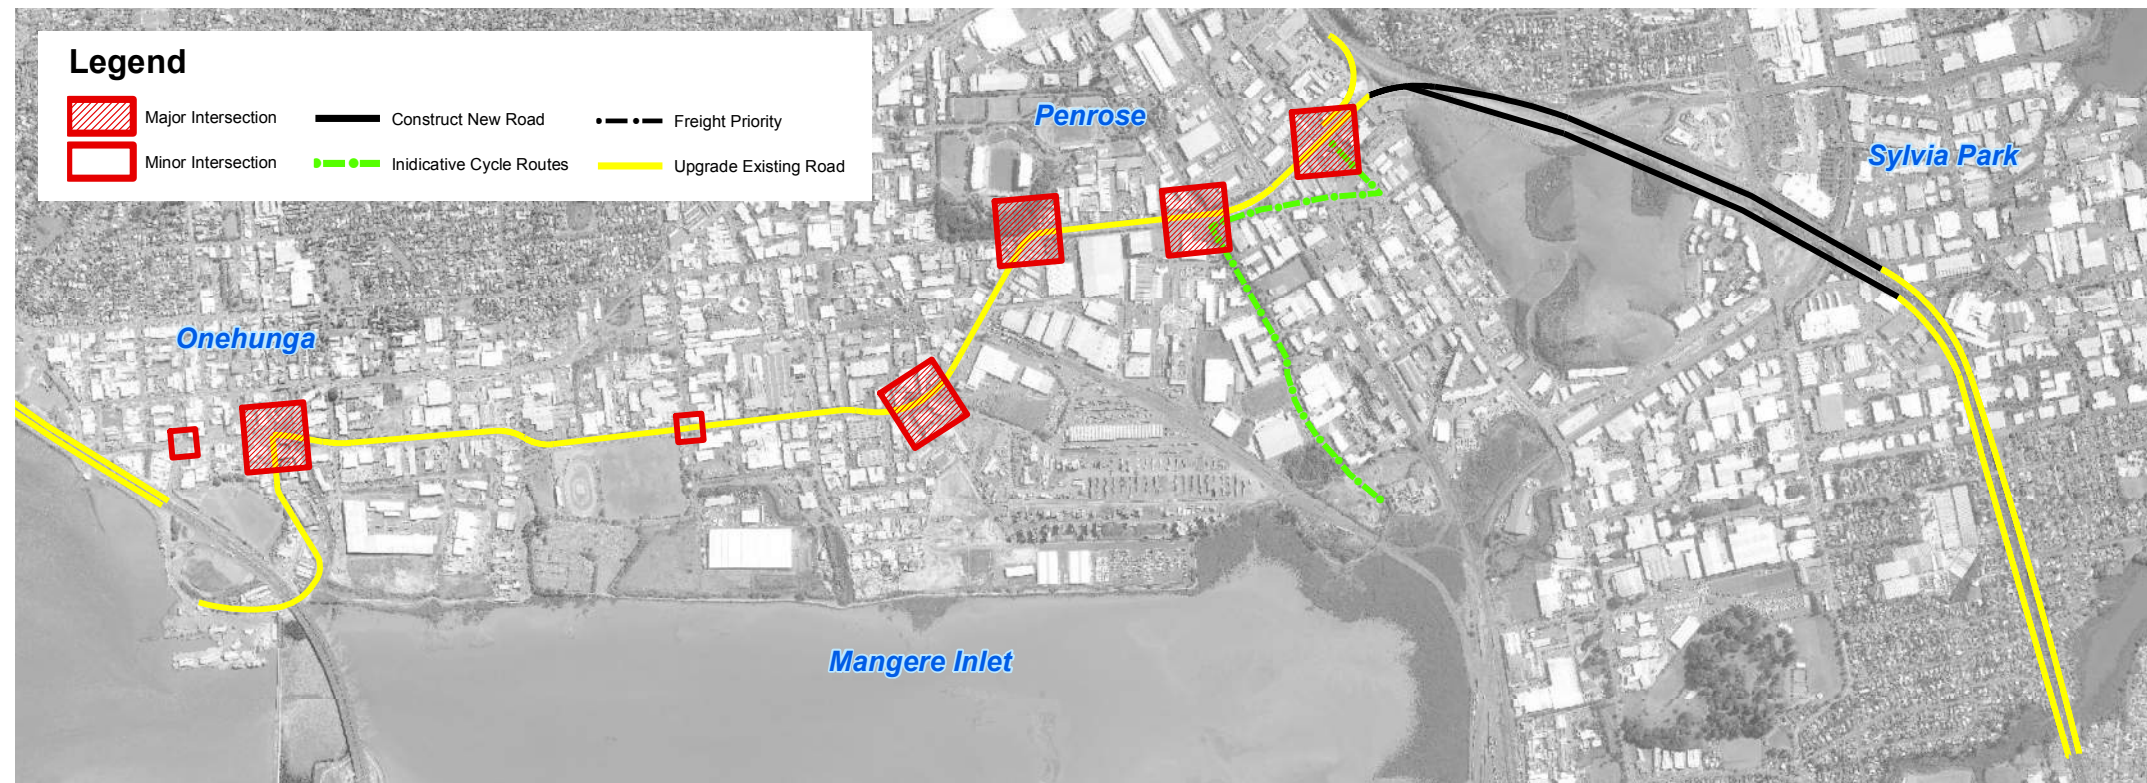 Legend
Major Intersection
Construct New Road
Freight Priority
Minor Intersection
Inidicative Cycle Routes
Upgrade Existing Road
Penrose
Sylvia Park
Onehunga
Mangere Inlet